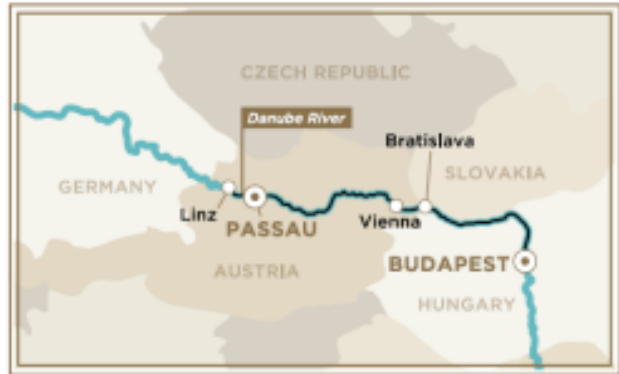 CZECH REPUBLIC
Danube River
Bratislava
SLOVAKIA
GERMANY
Linz
PASSAU
Vienna
AUSTRIA
BUDAPEST
HUNGARY